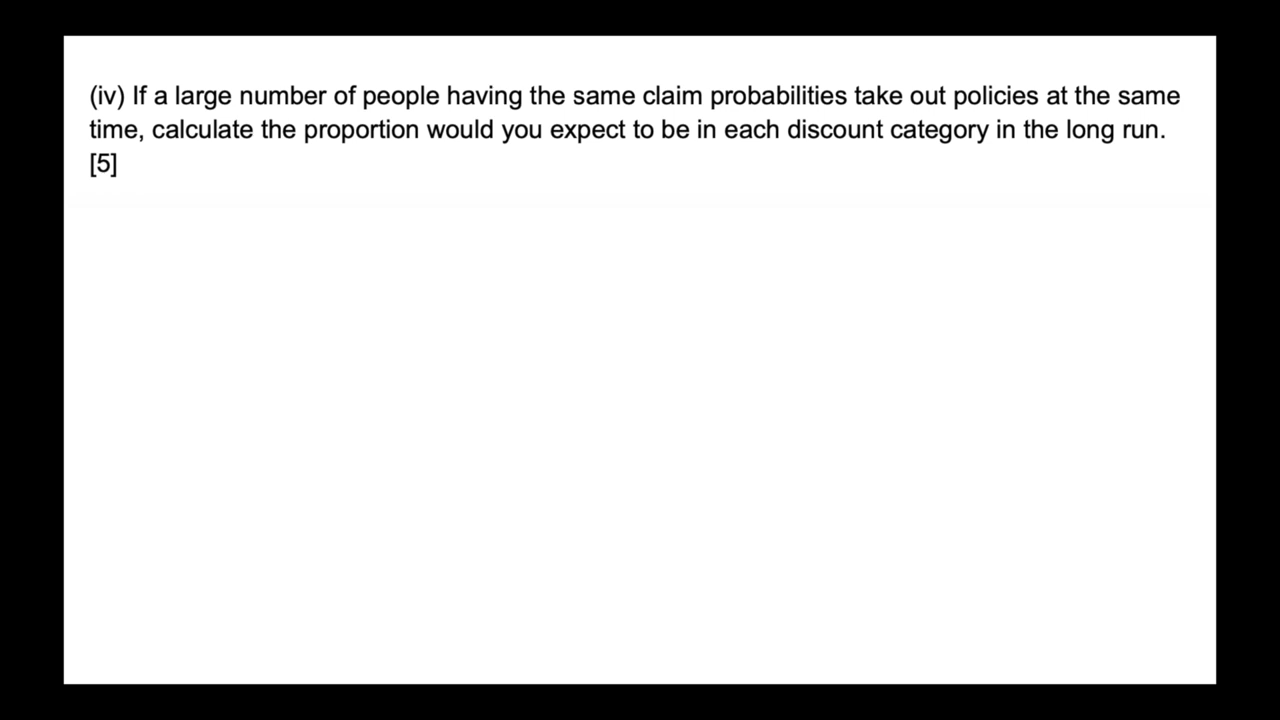 (iv) If a large number of people having the same claim probabilities take out policies at the same
time, calculate the proportion would you expect to be in each discount category in the long run.
[5]